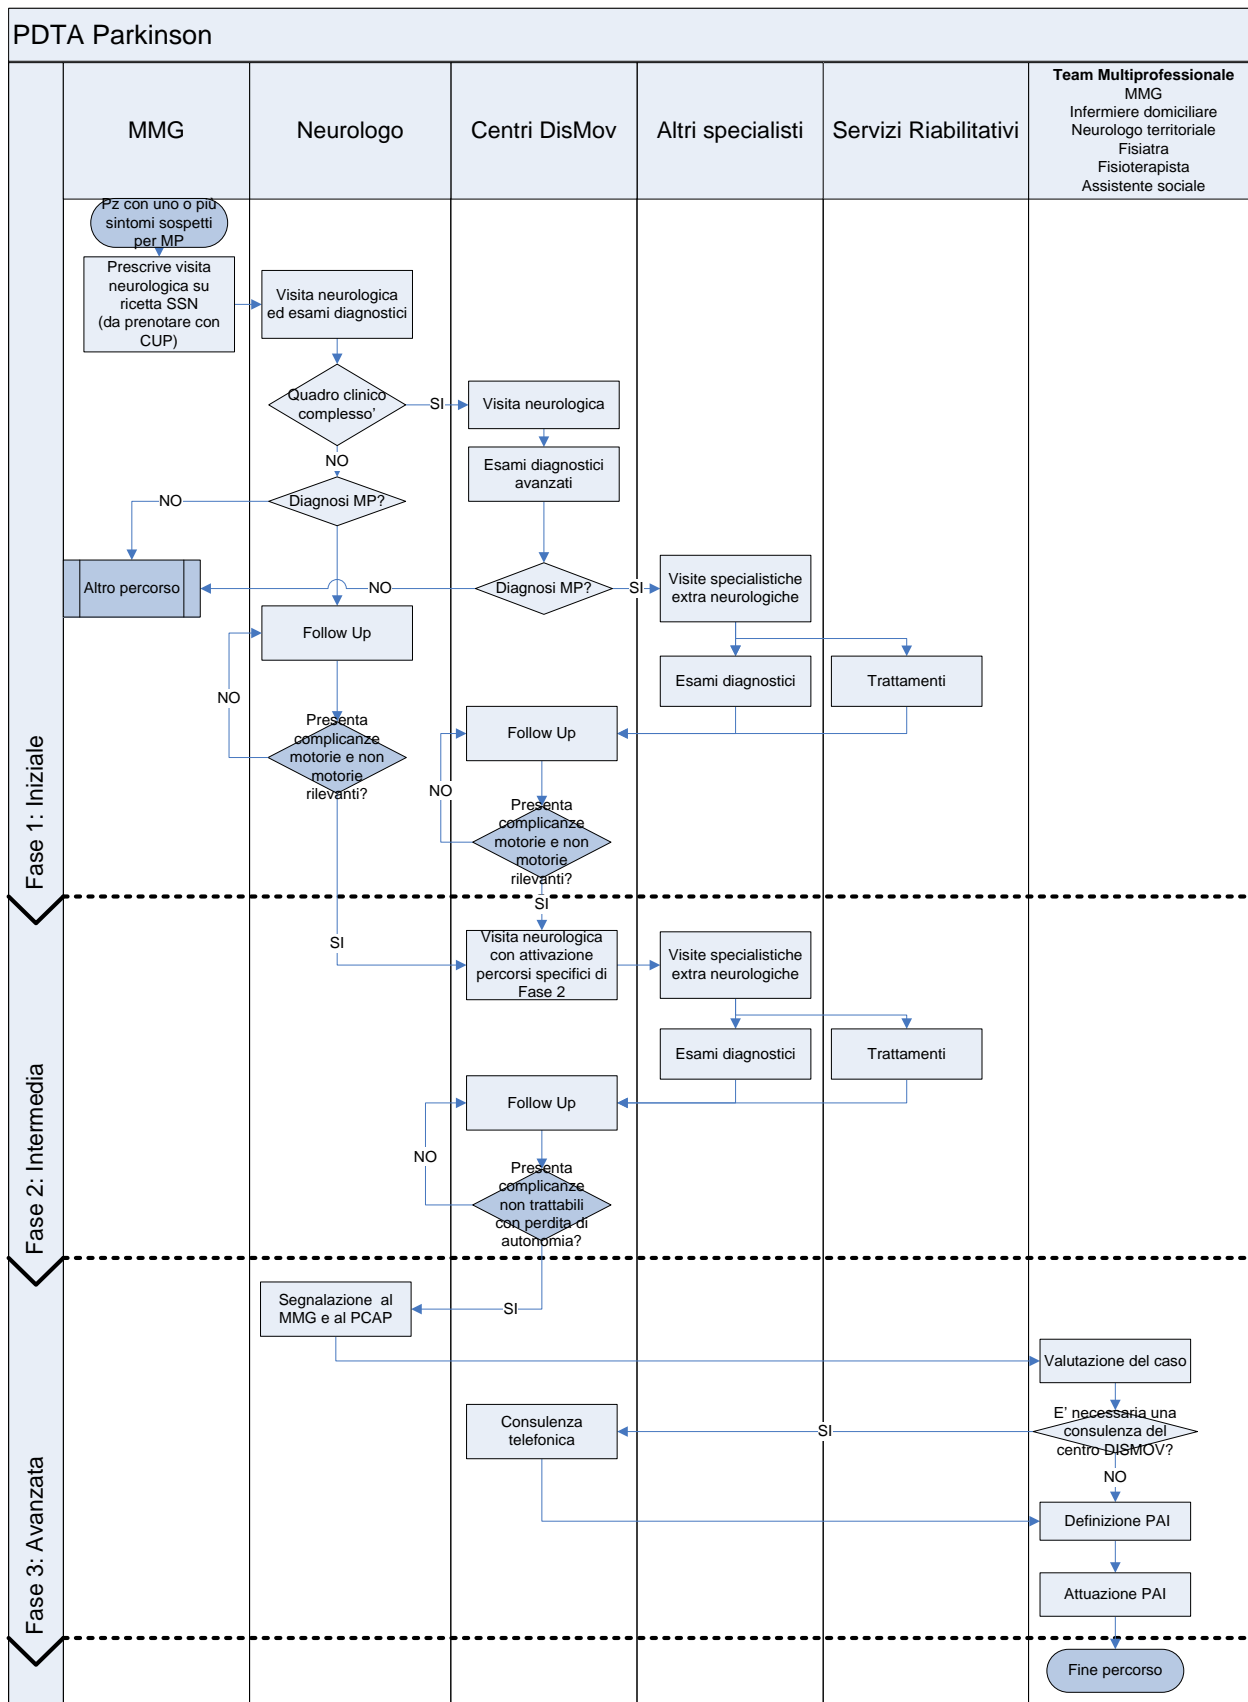 PDTA Parkinson
MMG
Neurologo
Centri DisMov
Altri specialisti
Servizi Riabilitativi
Team Multiprofessionale
MMG
Infermiere domiciliare
Neurologo territoriale
Fisiatra
Fisioterapista
Assistente sociale
Fase 1: Iniziale
Pz con uno o più
sintomi sospetti
per MP
Prescrive visita
neurologica su
ricetta SSN
(da prenotare con
CUP)
Visita neurologica
ed esami diagnostici
Quadro clinico
complesso’
SI
Visita neurologica
NO
Esami diagnostici
avanzati
NO
Diagnosi MP?
Altro percorso
NO
Diagnosi MP?
SI
Visite specialistiche
extra neurologiche
Follow Up
Esami diagnostici
Trattamenti
NO
Presenta
complicanze
motorie e non
motorie
rilevanti?
Follow Up
NO
Presenta
complicanze
motorie e non
motorie
rilevanti?
SI
Fase 2: Intermedia
SI
Visita neurologica
con attivazione
percorsi specifici di
Fase 2
Visite specialistiche
extra neurologiche
Esami diagnostici
Trattamenti
Follow Up
NO
Presenta
complicanze
non trattabili
con perdita di
autonomia?
Fase 3: Avanzata
Segnalazione al
MMG e al PCAP
SI
Valutazione del caso
Consulenza
telefonica
SI
E’ necessaria una
consulenza del
centro DISMOV?
NO
Definizione PAI
Attuazione PAI
Fine percorso